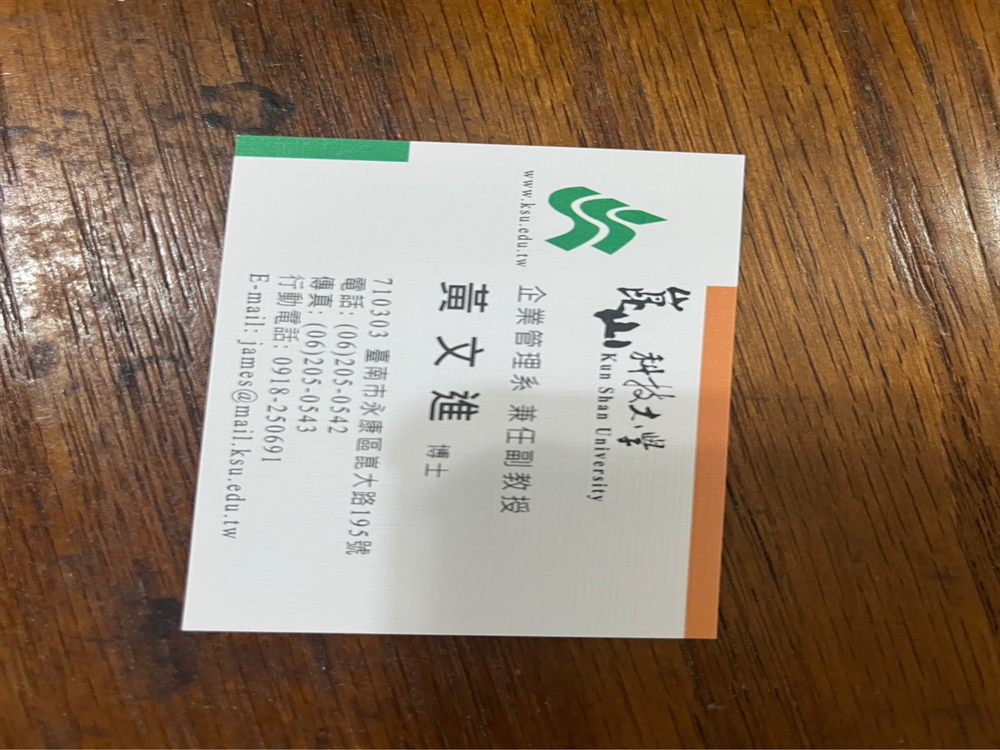 崑山科技大學
Kun Shan University
www.ksu.edu.tw
企業管理系 兼任副教授
黃文進 博士
710303 臺南市永康區崑大路195號
電話: (06)205-0542
傳真: (06)205-0543
行動電話: 0918-250691
E-mail: james@mail.ksu.edu.tw